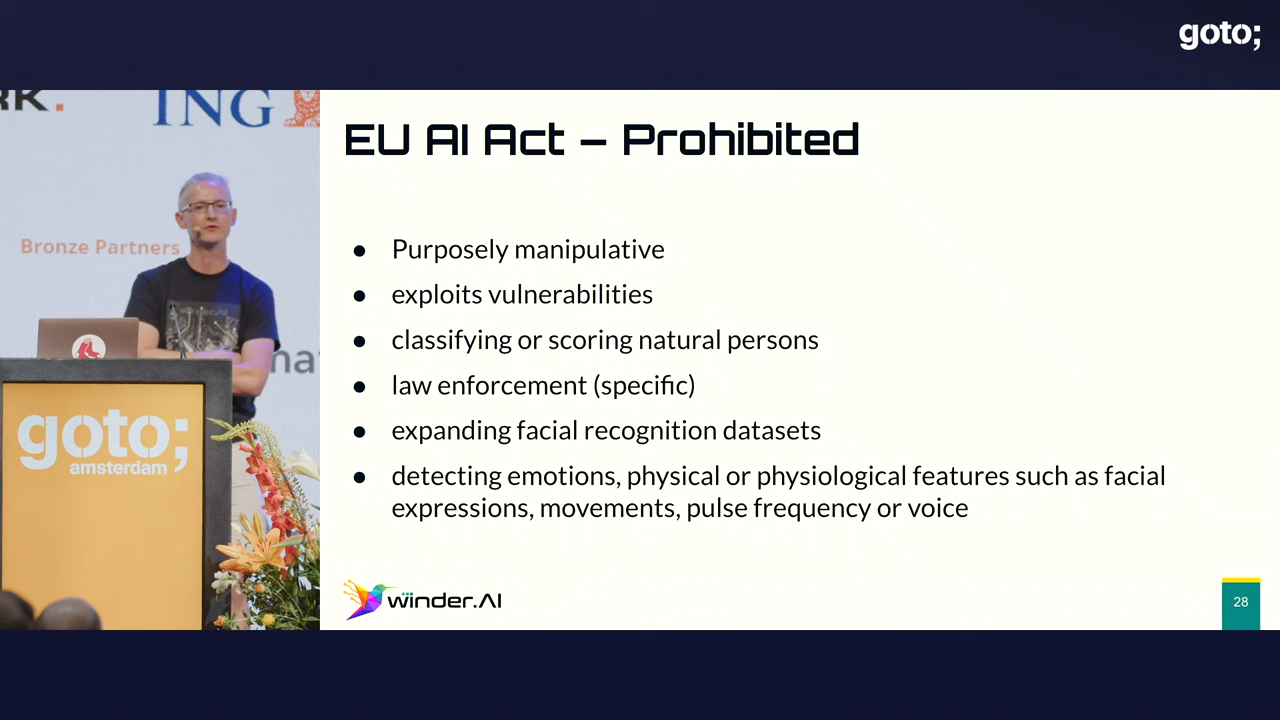 goto;
ING
Bronze Partners
goto;
amsterdam
EU AI Act – Prohibited
● Purposely manipulative
● exploits vulnerabilities
● classifying or scoring natural persons
● law enforcement (specific)
● expanding facial recognition datasets
● detecting emotions, physical or physiological features such as facial
expressions, movements, pulse frequency or voice
winder.AI
28